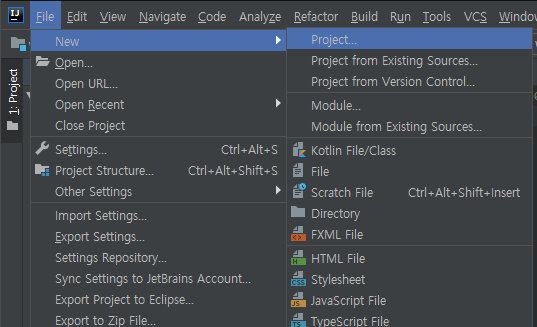 IJ File Edit View Navigate Code Analyze Refactor Build Run Tools VCS Window
1: Project
New
Open...
Open URL...
Open Recent
Close Project
Settings... Ctrl+Alt+S
Project Structure... Ctrl+Alt+Shift+S
Other Settings
Import Settings...
Export Settings...
Settings Repository...
Sync Settings to JetBrains Account...
Export Project to Eclipse...
Export to Zip File...
Project...
Project from Existing Sources...
Project from Version Control...
Module...
Module from Existing Sources...
Kotlin File/Class
File
Scratch File Ctrl+Alt+Shift+Insert
Directory
FXML File
HTML File
Stylesheet
JavaScript File
TypeScript File